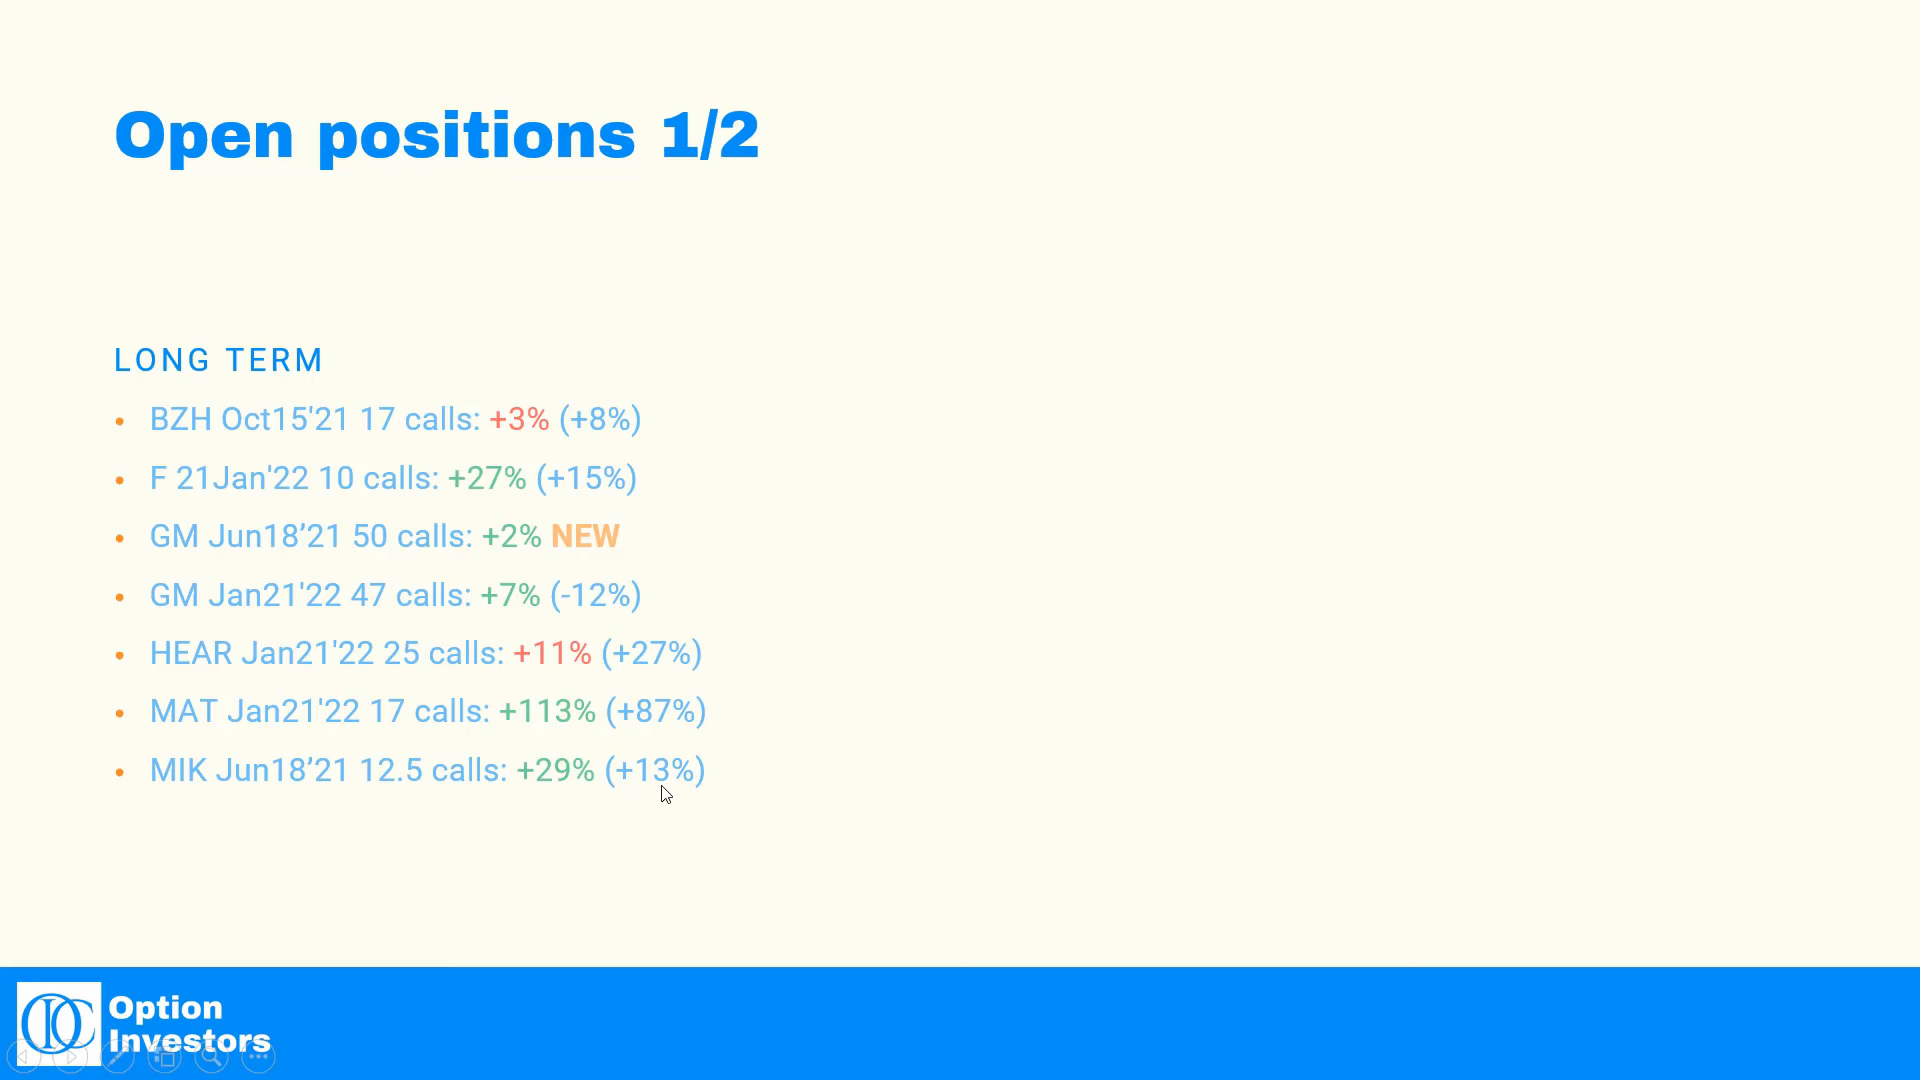 Open positions 1/2
LONG TERM
• BZH Oct15'21 17 calls: +3% (+8%)
• F 21Jan'22 10 calls: +27% (+15%)
• GM Jun18’21 50 calls: +2% NEW
• GM Jan21'22 47 calls: +7% (-12%)
• HEAR Jan21'22 25 calls: +11% (+27%)
• MAT Jan21'22 17 calls: +113% (+87%)
• MIK Jun18’21 12.5 calls: +29% (+13%)
Option
Investors